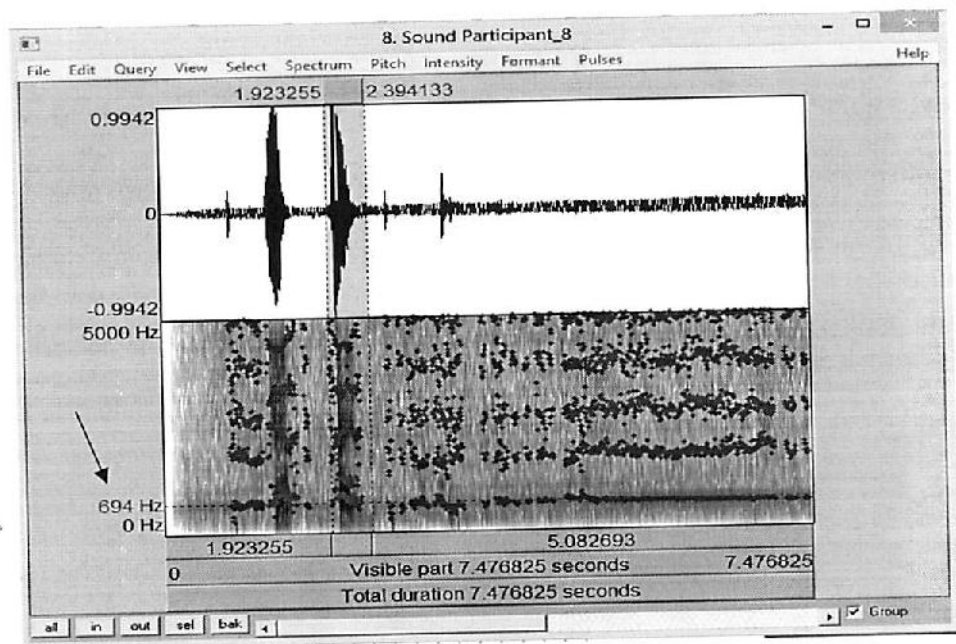 8. Sound Participant_8
File Edit Query View Select Spectrum Pitch Intensity Formant Pulses Help
1.923255 2.394133
0.9942
0
-0.9942
5000 Hz
694 Hz
0 Hz
1.923255 5.082693
0 Visible part 7.476825 seconds 7.476825
Total duration 7.476825 seconds
all in out sel bak Group